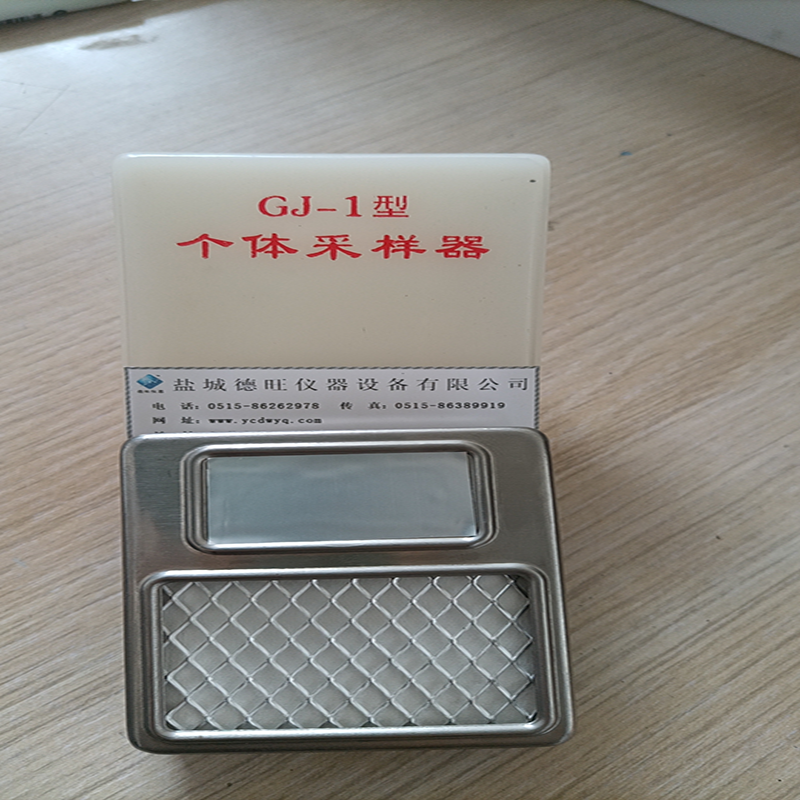 GJ-1型
个体采样器
盐城德旺仪器设备有限公司
电 话：0515-86262978 传 真：0515-86389919
网 址：www.ycdwyq.com